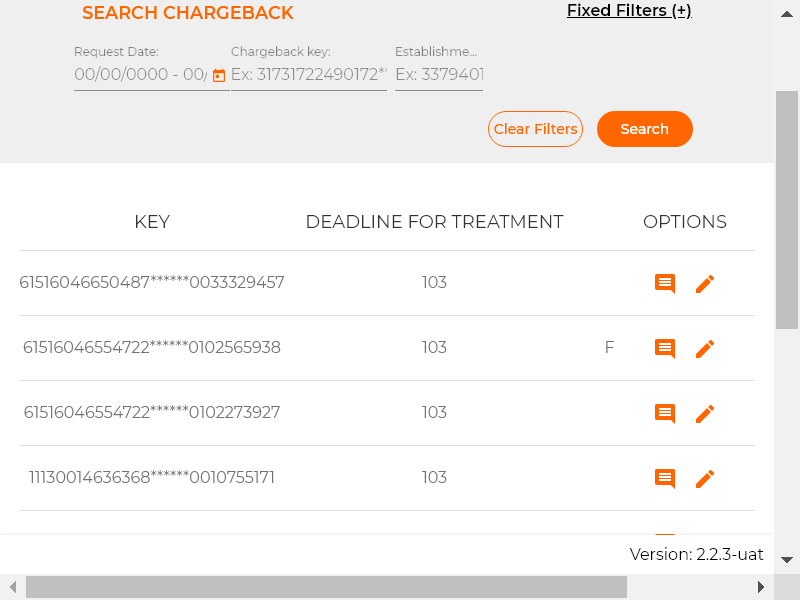 SEARCH CHARGEBACK
Fixed Filters (+)
Request Date: Chargeback key: Establishme...
00/00/0000 - 00/ Ex: 31731722490172** Ex: 3379401
Clear Filters Search
KEY DEADLINE FOR TREATMENT OPTIONS
61516046650487******0033329457 103
61516046554722******0102565938 103 F
61516046554722******0102273927 103
11130014636368******0010755171 103
Version: 2.2.3-uat